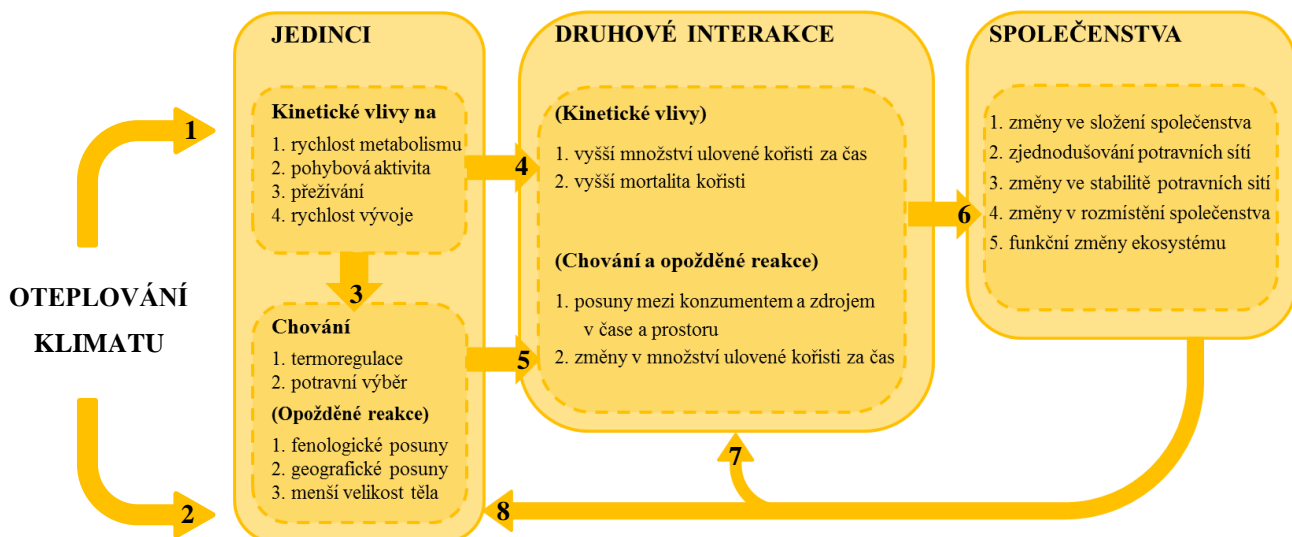 OTEPLOVÁNÍ
KLIMATU
1
2
JEDINCI
Kinetické vlivy na
1. rychlost metabolismu
2. pohybová aktivita
3. přežívání
4. rychlost vývoje
3
Chování
1. termoregulace
2. potravní výběr
(Opožděné reakce)
1. fenologické posuny
2. geografické posuny
3. menší velikost těla
4
5
DRUHOVÉ INTERAKCE
(Kinetické vlivy)
1. vyšší množství ulovené kořisti za čas
2. vyšší mortalita kořisti
(Chování a opožděné reakce)
1. posuny mezi konzumentem a zdrojem
v čase a prostoru
2. změny v množství ulovené kořisti za čas
6
SPOLEČENSTVA
1. změny ve složení společenstva
2. zjednodušování potravních sítí
3. změny ve stabilitě potravních sití
4. změny v rozmístění společenstva
5. funkční změny ekosystému
7
8